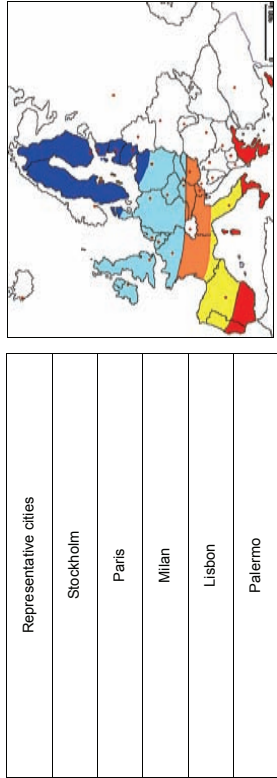 Representative cities
Stockholm
Paris
Milan
Lisbon
Palermo